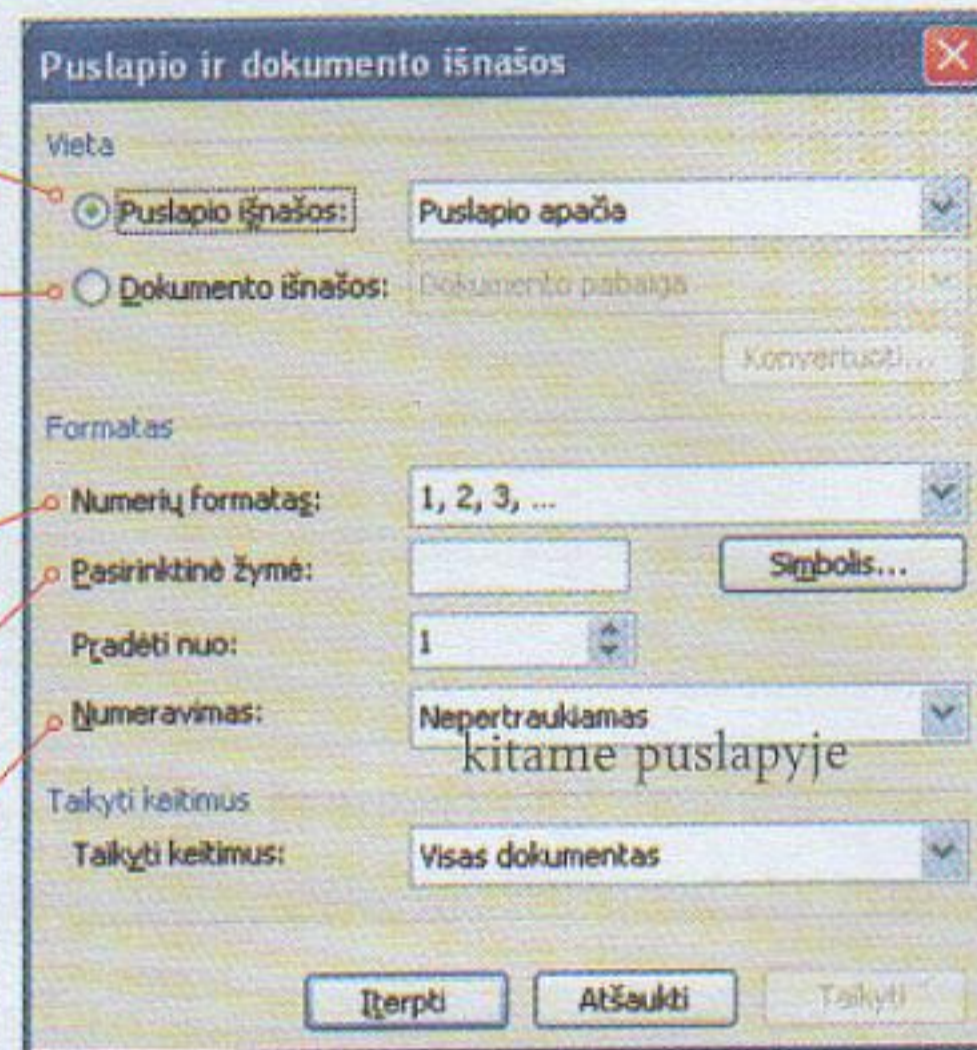 Puslapio ir dokumento išnašos
Vieta
Puslapio išnašos: Puslapio apačia
Dokumento išnašos: Dokumento pabaiga
Konvertuoti...
Formatas
Numerių formatas: 1, 2, 3, ...
Pasirinktinė žymė: Simbolis...
Pradėti nuo: 1
Numeravimas: Nepertraukiamas
kitame puslapyje
Taikyti keitimus
Taikyti keitimus: Visas dokumentas
Įterpti Atšaukti Taikyti